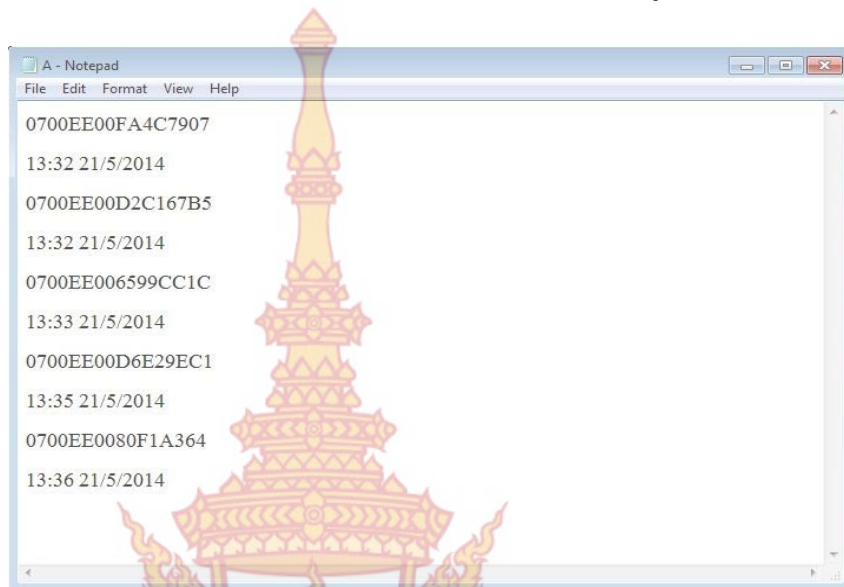 A - Notepad
File Edit Format View Help
0700EE00FA4C7907
13:32 21/5/2014
0700EE00D2C167B5
13:32 21/5/2014
0700EE006599CC1C
13:33 21/5/2014
0700EE00D6E29EC1
13:35 21/5/2014
0700EE0080F1A364
13:36 21/5/2014